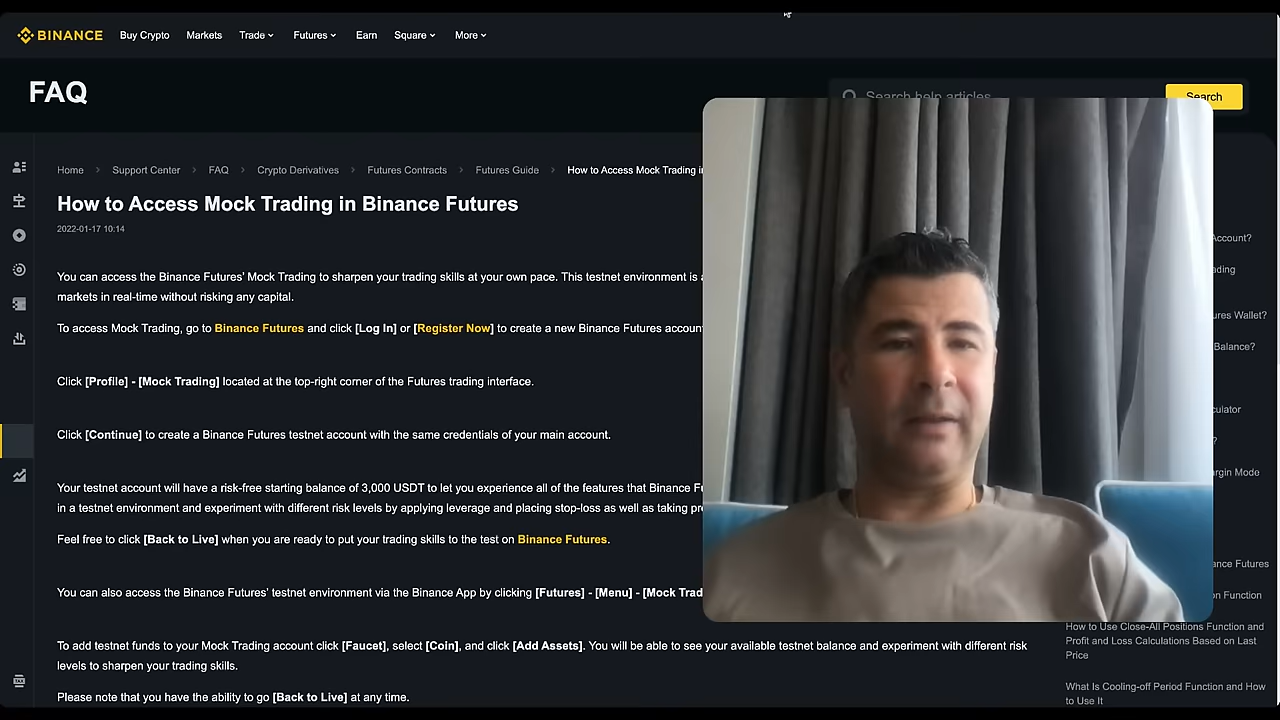 BINANCE Buy Crypto Markets Trade Futures Earn Square More
FAQ
Search help articles Search
Home > Support Center > FAQ > Crypto Derivatives > Futures Contracts > Futures Guide > How to Access Mock Trading
How to Access Mock Trading in Binance Futures
2022-01-17 10:14
You can access the Binance Futures' Mock Trading to sharpen your trading skills at your own pace. This testnet environment is
markets in real-time without risking any capital.
To access Mock Trading, go to Binance Futures and click [Log In] or [Register Now] to create a new Binance Futures accoun
Click [Profile] - [Mock Trading] located at the top-right corner of the Futures trading interface.
Click [Continue] to create a Binance Futures testnet account with the same credentials of your main account.
Your testnet account will have a risk-free starting balance of 3,000 USDT to let you experience all of the features that Binance
in a testnet environment and experiment with different risk levels by applying leverage and placing stop-loss as well as taking
Feel free to click [Back to Live] when you are ready to put your trading skills to the test on Binance Futures.
You can also access the Binance Futures' testnet environment via the Binance App by clicking [Futures] - [Menu] - [Mock Trad
To add testnet funds to your Mock Trading account click [Faucet], select [Coin], and click [Add Assets]. You will be able to see your available testnet balance and experiment with different risk
levels to sharpen your trading skills.
Please note that you have the ability to go [Back to Live] at any time.
Account?
ading
ures Wallet?
Balance?
culator
?
rgin Mode
ance Futures
on Function
How to Use Close-All Positions Function and
Profit and Loss Calculations Based on Last
Price
What Is Cooling-off Period Function and How
to Use It